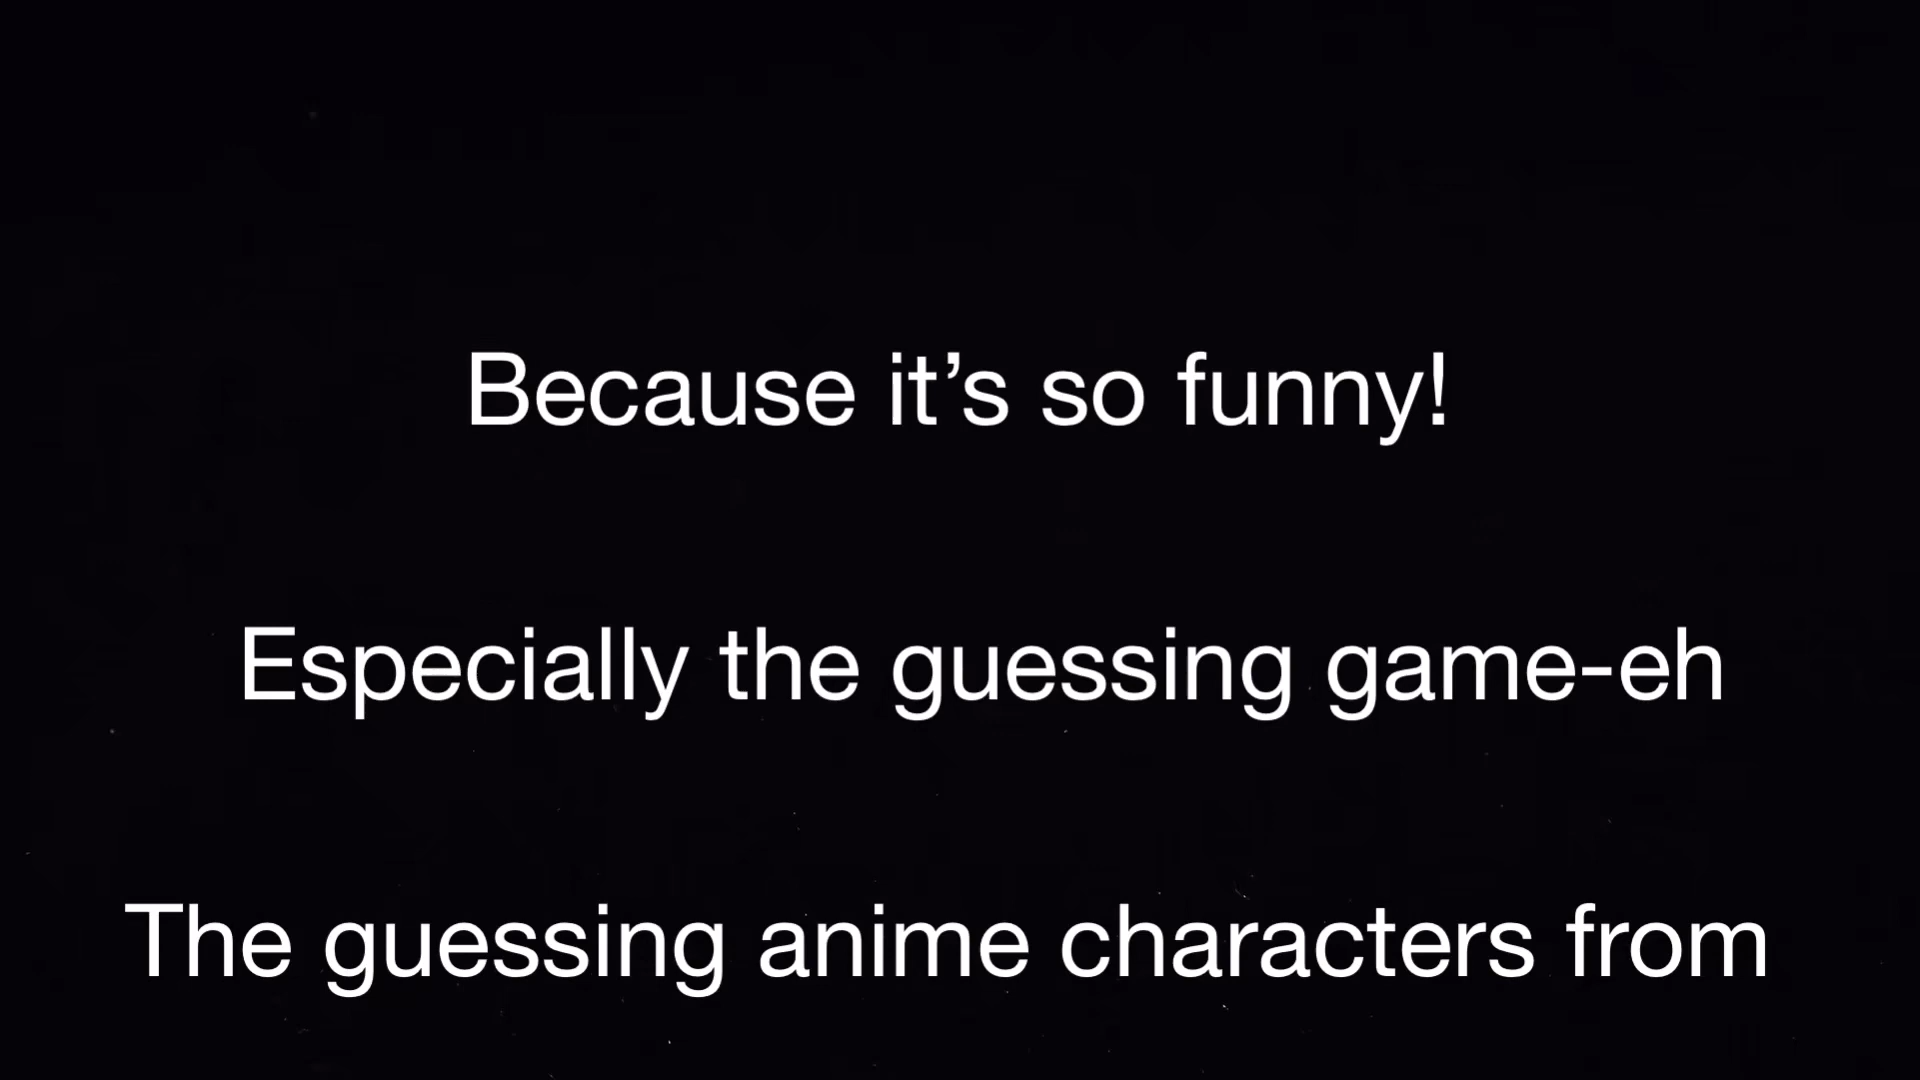 Because it’s so funny!
Especially the guessing game-eh
The guessing anime characters from